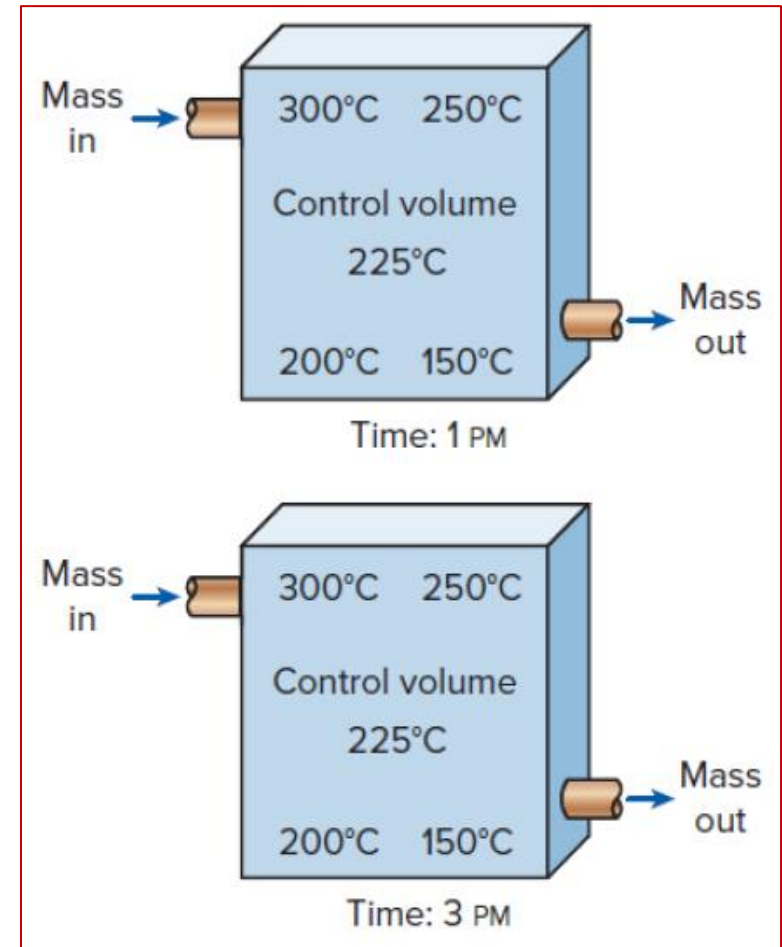 Mass
in
300°C 250°C
Control volume
225°C
Mass
out
200°C 150°C
Time: 1 PM
Mass
in
300°C 250°C
Control volume
225°C
Mass
out
200°C 150°C
Time: 3 PM